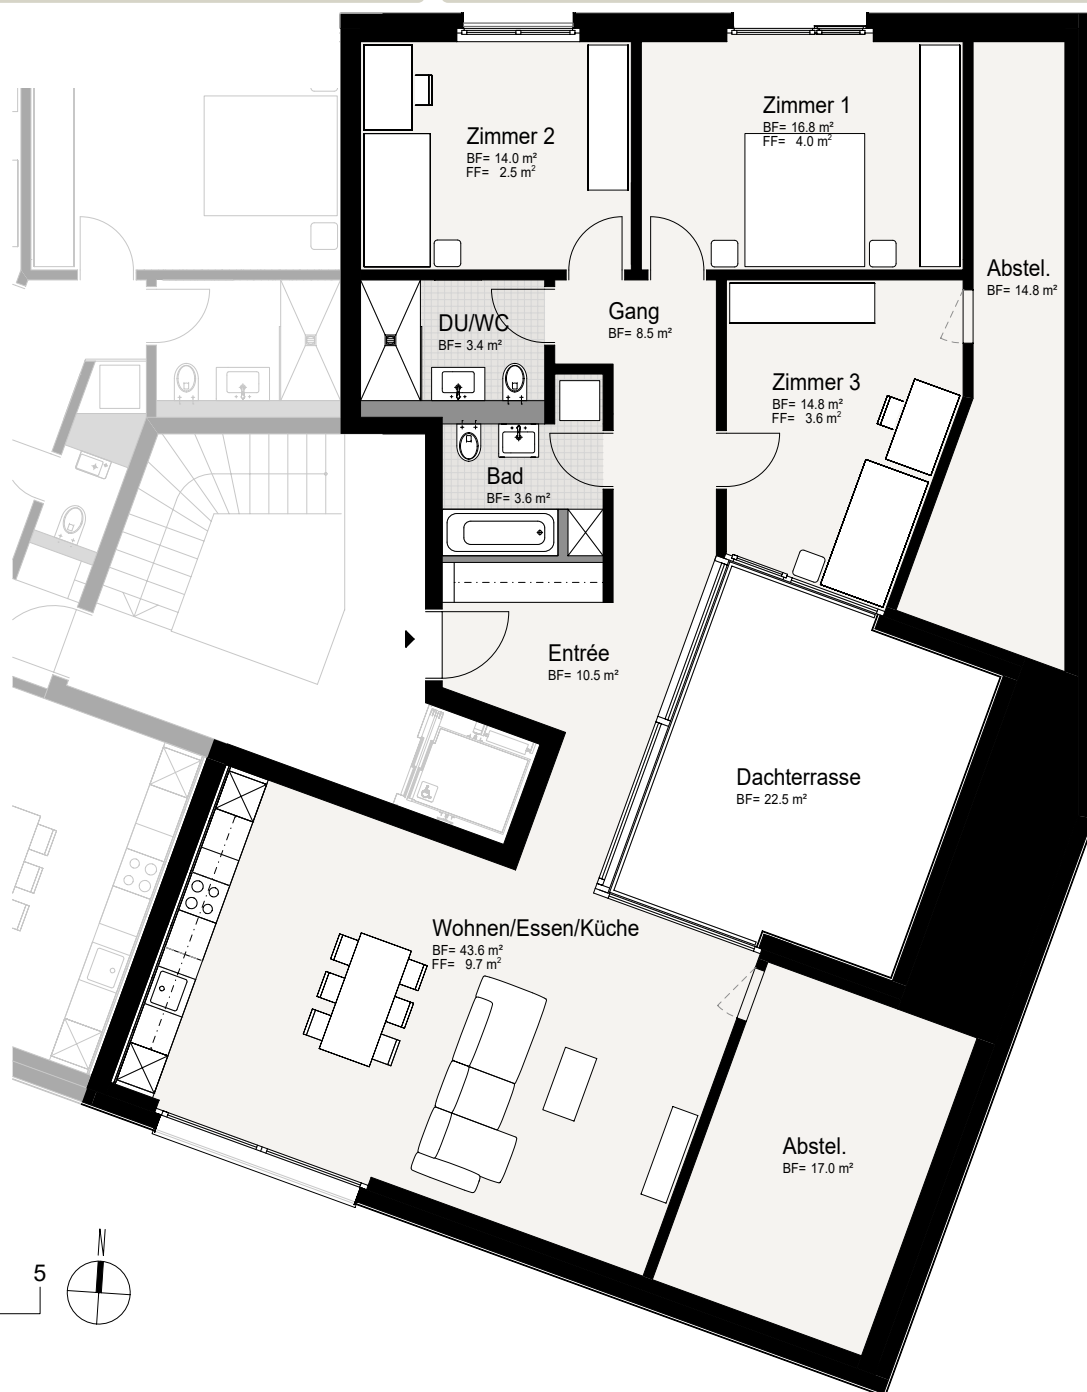 Zimmer 1
BF= 16.8 m²
FF= 4.0 m²
Zimmer 2
BF= 14.0 m²
FF= 2.5 m²
Abstel.
BF= 14.8 m²
Gang
BF= 8.5 m²
DU/WC
BF= 3.4 m²
Zimmer 3
BF= 14.8 m²
FF= 3.6 m²
Bad
BF= 3.6 m²
Entrée
BF= 10.5 m²
Dachterrasse
BF= 22.5 m²
Wohnen/Essen/Küche
BF= 43.6 m²
FF= 9.7 m²
Abstel.
BF= 17.0 m²
N
5